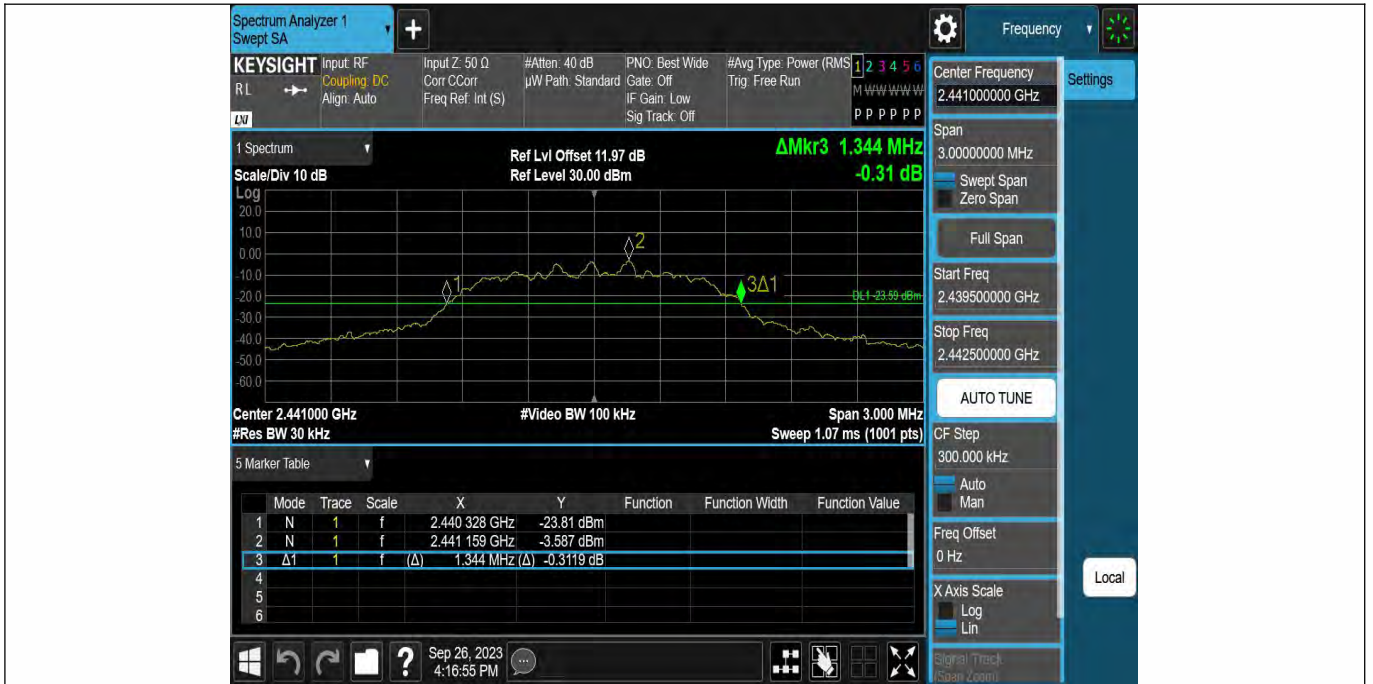 Spectrum Analyzer 1
Swept SA
+
Frequency
KEYSIGHT
RL
LXI
Input: RF
Coupling: DC
Align: Auto
Input Z: 50 Ω
Corr CCorr
Freq Ref: Int (S)
#Atten: 40 dB
µW Path: Standard
PNO: Best Wide
Gate: Off
IF Gain: Low
Sig Track: Off
#Avg Type: Power (RMS
Trig: Free Run
1 2 3 4 5 6
M W W W W W
P P P P P P
Center Frequency
2.441000000 GHz
Settings
1 Spectrum
Scale/Div 10 dB
Ref Lvl Offset 11.97 dB
Ref Level 30.00 dBm
ΔMkr3 1.344 MHz
-0.31 dB
Span
3.00000000 MHz
Swept Span
Zero Span
Full Span
Start Freq
2.439500000 GHz
Stop Freq
2.442500000 GHz
AUTO TUNE
CF Step
300.000 kHz
Auto
Man
Freq Offset
0 Hz
X Axis Scale
Log
Lin
Signal Track
(Span Zoom)
Local
Log
20.0
10.0
0.00
-10.0
-20.0
-30.0
-40.0
-50.0
-60.0
1
2
3Δ1
DL1 -23.59 dBm
Center 2.441000 GHz
#Video BW 100 kHz
Span 3.000 MHz
#Res BW 30 kHz
Sweep 1.07 ms (1001 pts)
5 Marker Table
Mode Trace Scale X Y Function Function Width Function Value
1 N 1 f 2.440 328 GHz -23.81 dBm
2 N 1 f 2.441 159 GHz -3.587 dBm
3 Δ1 1 f (Δ) 1.344 MHz (Δ) -0.3119 dB
4
5
6
?
Sep 26, 2023
4:16:55 PM